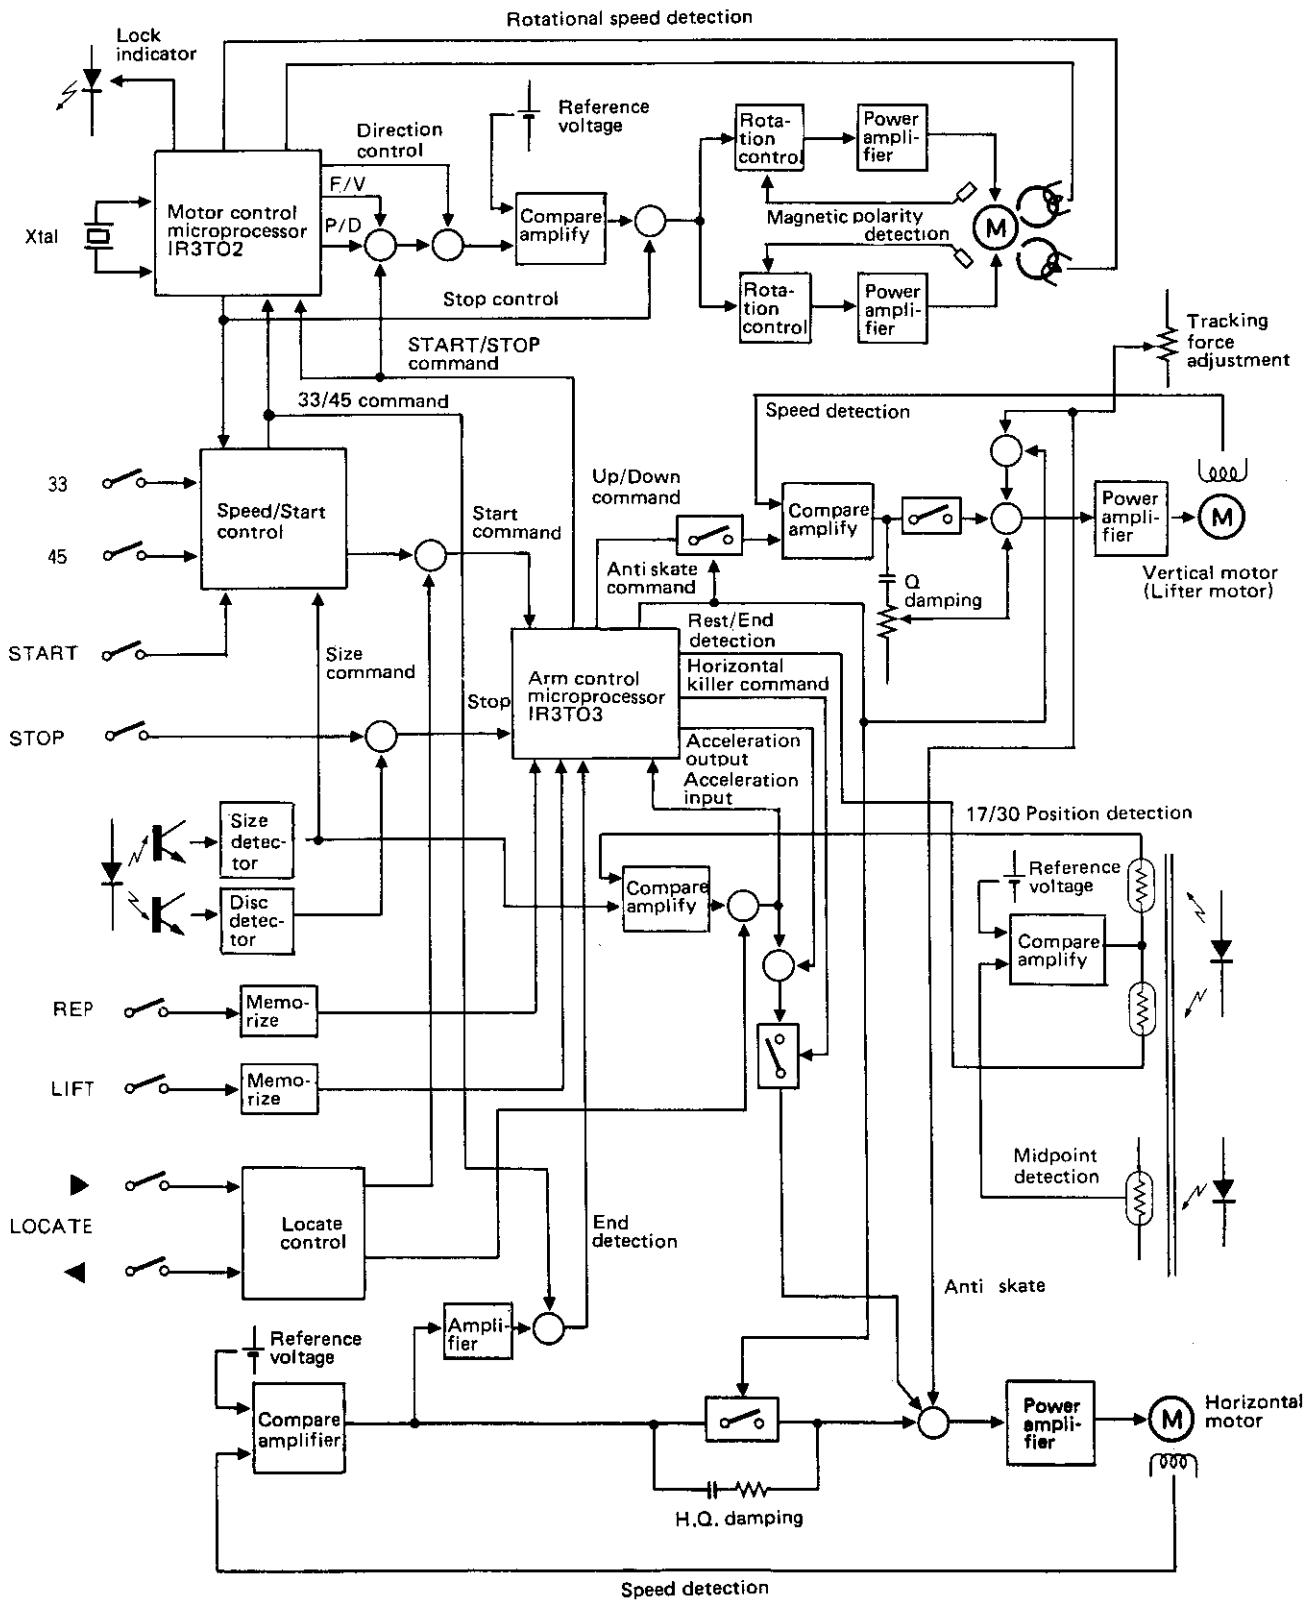 Rotational speed detection
Lock
indicator
Reference
voltage
Direction
control
Rota-
tion
control
Power
ampli-
fier
F/V
P/D
Xtal
Motor control
microprocessor
IR3TO2
Compare
amplify
Magnetic polarity
detection
M
Stop control
Rota-
tion
control
Power
ampli-
fier
START/STOP
command
Tracking
force
adjustment
33/45 command
Speed detection
33
45
Speed/Start
control
Start
command
Up/Down
command
Compare
amplify
Power
ampli-
fier
M
Anti skate
command
Q
damping
Vertical motor
(Lifter motor)
START
Size
command
Rest/End
detection
Horizontal
killer command
Arm control
microprocessor
IR3TO3
Stop
STOP
Acceleration
output
Acceleration
input
17/30 Position detection
Size
detec-
tor
Disc
detec-
tor
Compare
amplify
Reference
voltage
Compare
amplify
REP
Memo-
rize
LIFT
Memo-
rize
Midpoint
detection
LOCATE
Locate
control
End
detection
Anti skate
Ampli-
fier
Reference
voltage
Compare
amplifier
Power
ampli-
fier
M
Horizontal
motor
H.Q. damping
Speed detection